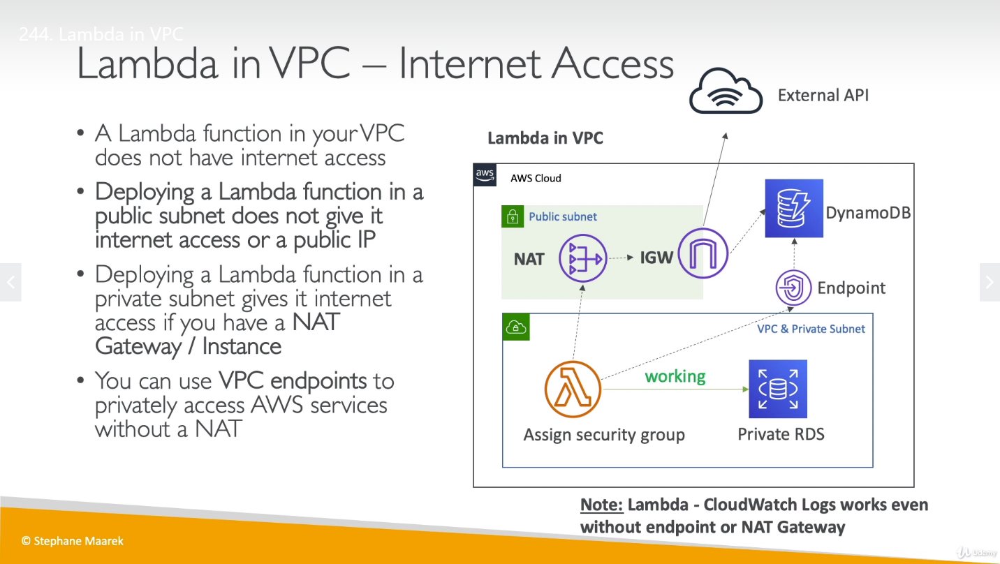 244. Lambda in VPC
Lambda in VPC – Internet Access
• A Lambda function in your VPC
does not have internet access
• Deploying a Lambda function in a
public subnet does not give it
internet access or a public IP
• Deploying a Lambda function in a
private subnet gives it internet
access if you have a NAT
Gateway / Instance
• You can use VPC endpoints to
privately access AWS services
without a NAT
External API
Lambda in VPC
aws
AWS Cloud
Public subnet
NAT
IGW
DynamoDB
Endpoint
VPC & Private Subnet
working
Assign security group
Private RDS
Note: Lambda - CloudWatch Logs works even
without endpoint or NAT Gateway
© Stephane Maarek
Udemy